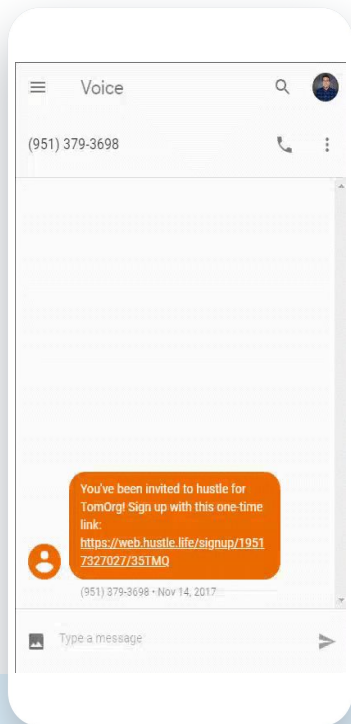 Voice
(951) 379-3698
You've been invited to hustle for
TomOrg! Sign up with this one-time
link:
https://web.hustle.life/signup/1951
7327027/35TMQ
(951) 379-3698 • Nov 14, 2017
Type a message